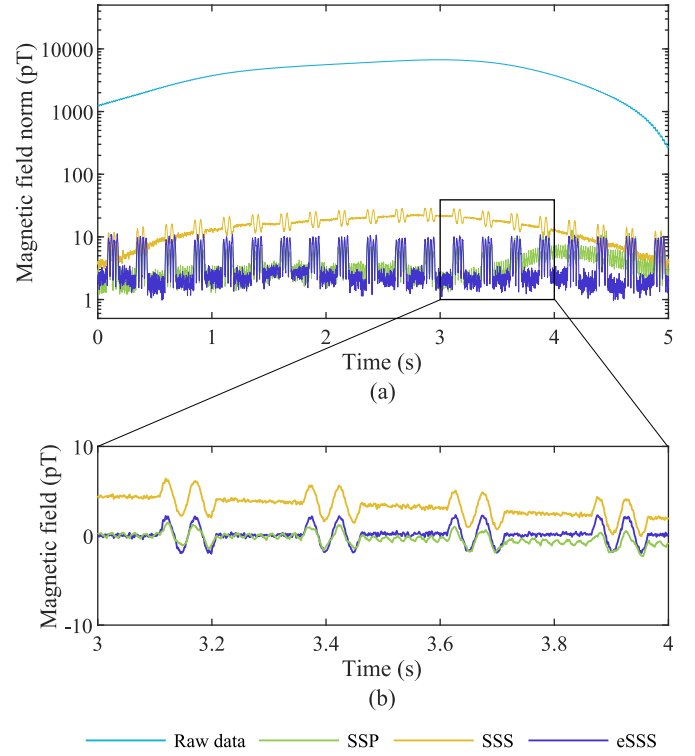 Magnetic field norm (pT)
10000
1000
100
10
1
0 1 2 3 4 5
Time (s)
(a)
Magnetic field (pT)
10
0
-10
3 3.2 3.4 3.6 3.8 4
Time (s)
(b)
Raw data SSP SSS eSSS